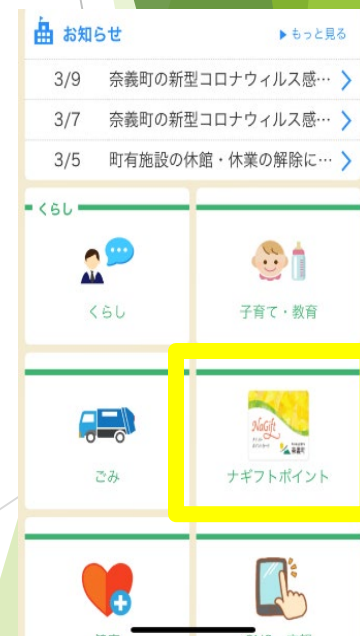 お知らせ
▶もっと見る
3/9 奈義町の新型コロナウィルス感…
3/7 奈義町の新型コロナウィルス感…
3/5 町有施設の休館・休業の解除に…
くらし
くらし
子育て・教育
NaGift
奈義町
ごみ
ナギフトポイント